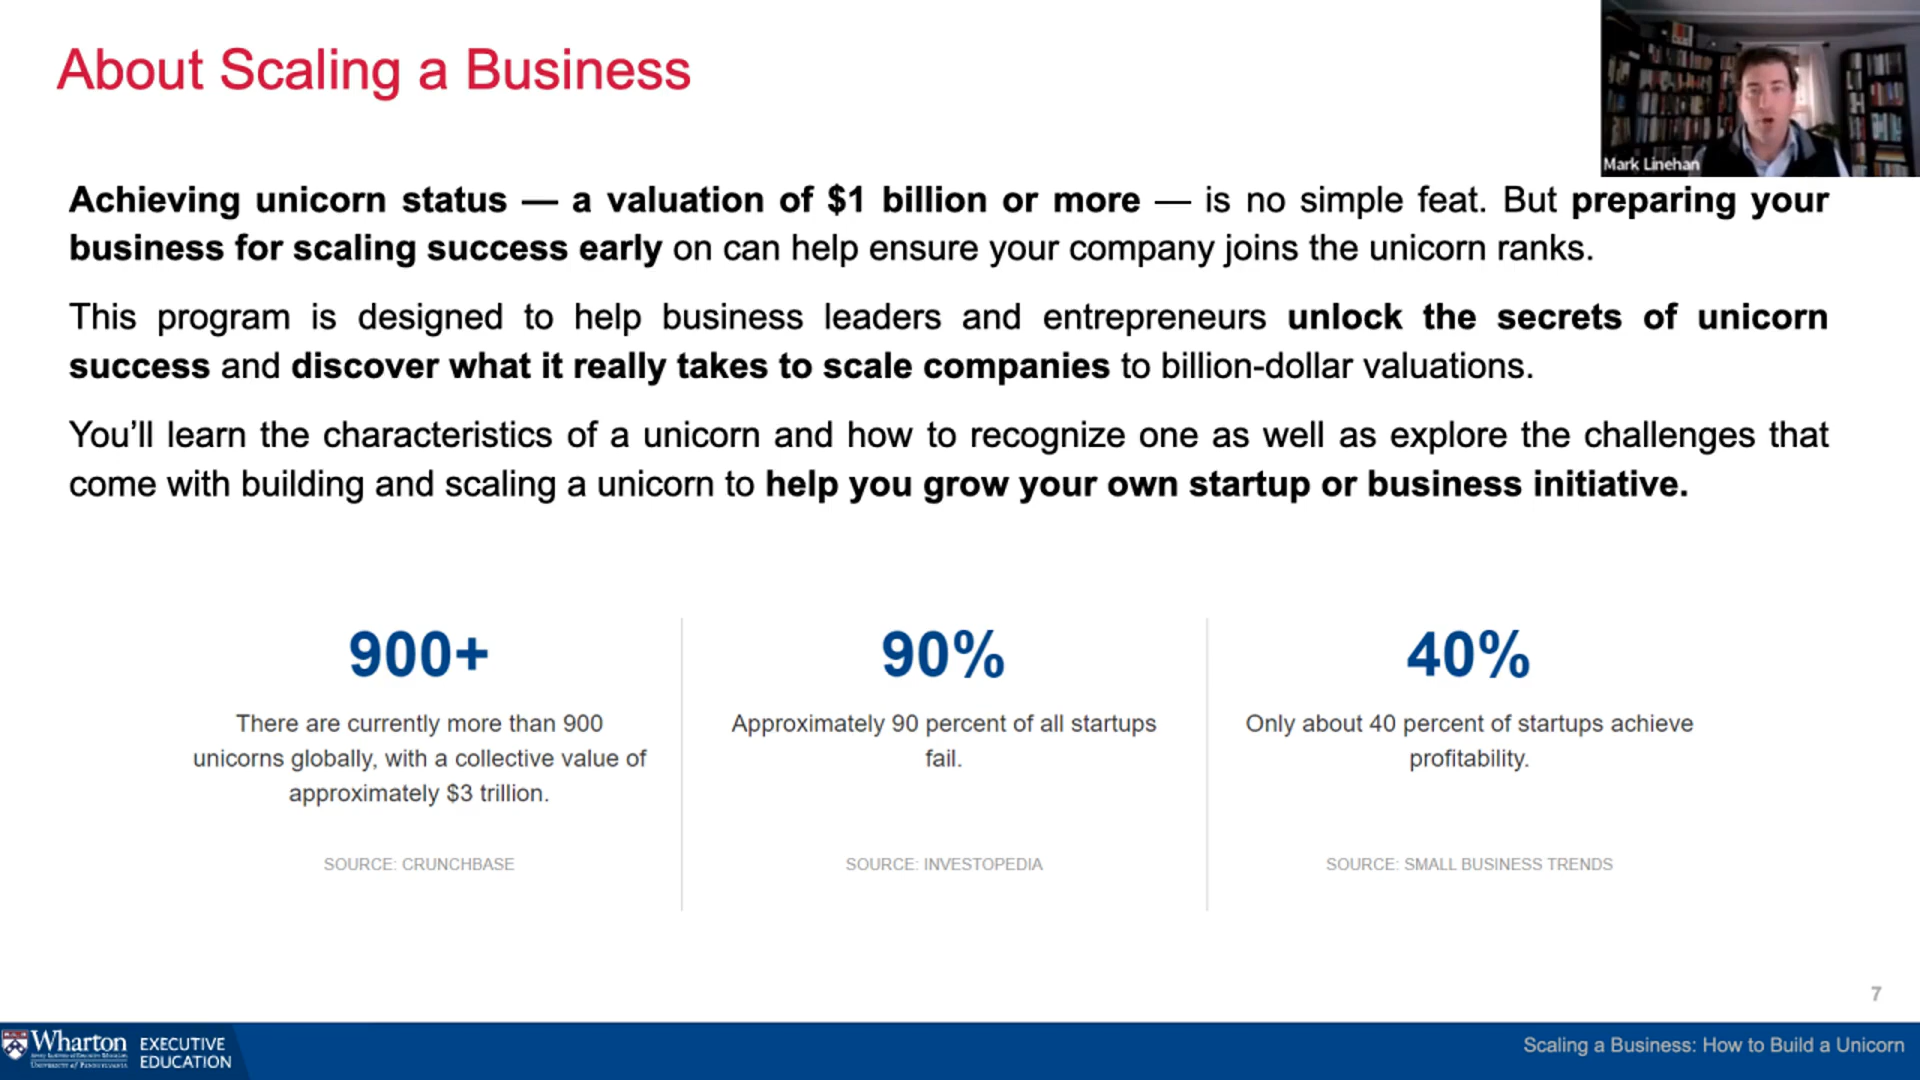 About Scaling a Business
Mark Linehan
Achieving unicorn status — a valuation of $1 billion or more — is no simple feat. But preparing your
business for scaling success early on can help ensure your company joins the unicorn ranks.
This program is designed to help business leaders and entrepreneurs unlock the secrets of unicorn
success and discover what it really takes to scale companies to billion-dollar valuations.
You’ll learn the characteristics of a unicorn and how to recognize one as well as explore the challenges that
come with building and scaling a unicorn to help you grow your own startup or business initiative.
900+
There are currently more than 900
unicorns globally, with a collective value of
approximately $3 trillion.
SOURCE: CRUNCHBASE
90%
Approximately 90 percent of all startups
fail.
SOURCE: INVESTOPEDIA
40%
Only about 40 percent of startups achieve
profitability.
SOURCE: SMALL BUSINESS TRENDS
7
Wharton
UNIVERSITY of PENNSYLVANIA
EXECUTIVE
EDUCATION
Scaling a Business: How to Build a Unicorn